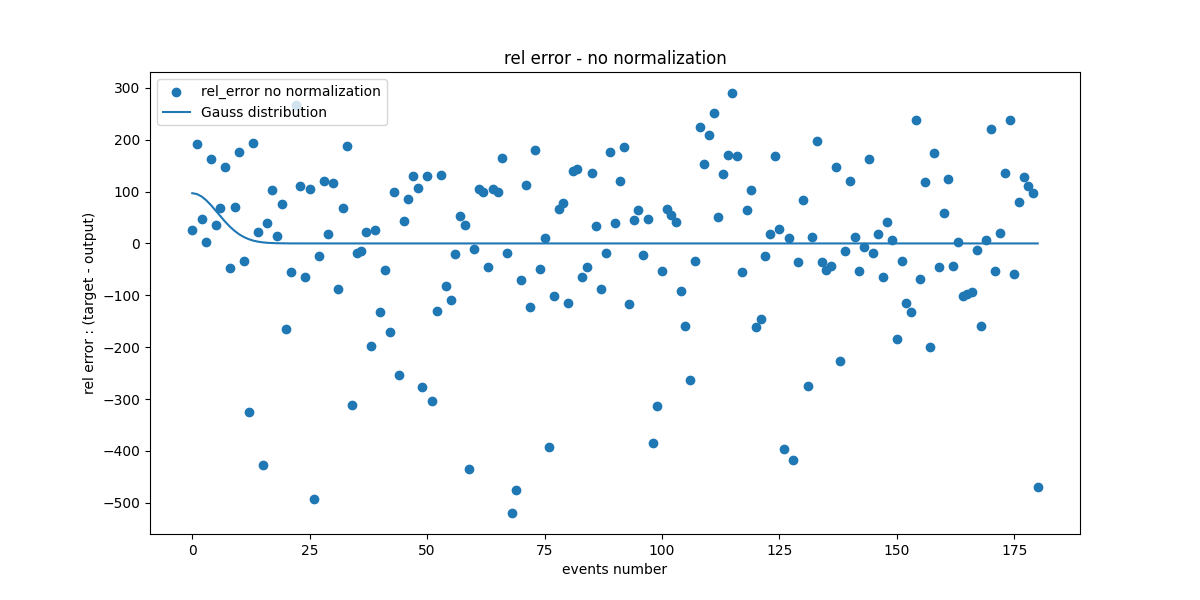 rel error - no normalization
rel_error no normalization
Gauss distribution
300
200
100
0
−100
−200
−300
−400
−500
rel error : (target - output)
0 25 50 75 100 125 150 175
events number